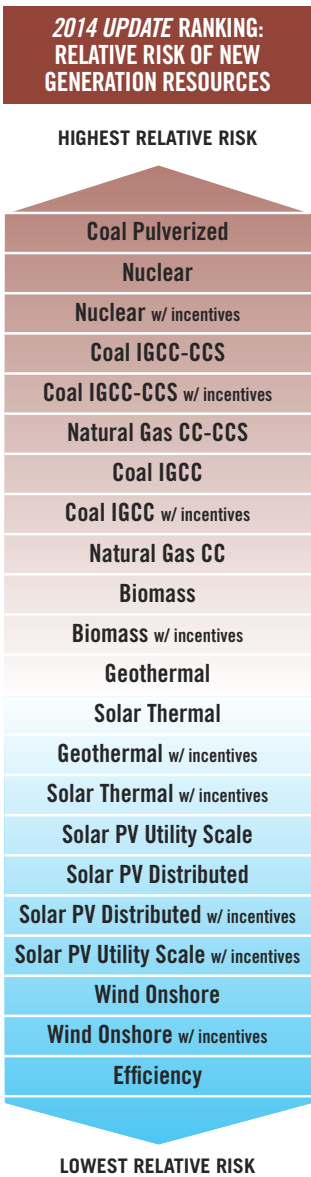 2014 UPDATE RANKING:
RELATIVE RISK OF NEW
GENERATION RESOURCES
HIGHEST RELATIVE RISK
Coal Pulverized
Nuclear
Nuclear w/ incentives
Coal IGCC-CCS
Coal IGCC-CCS w/ incentives
Natural Gas CC-CCS
Coal IGCC
Coal IGCC w/ incentives
Natural Gas CC
Biomass
Biomass w/ incentives
Geothermal
Solar Thermal
Geothermal w/ incentives
Solar Thermal w/ incentives
Solar PV Utility Scale
Solar PV Distributed
Solar PV Distributed w/ incentives
Solar PV Utility Scale w/ incentives
Wind Onshore
Wind Onshore w/ incentives
Efficiency
LOWEST RELATIVE RISK